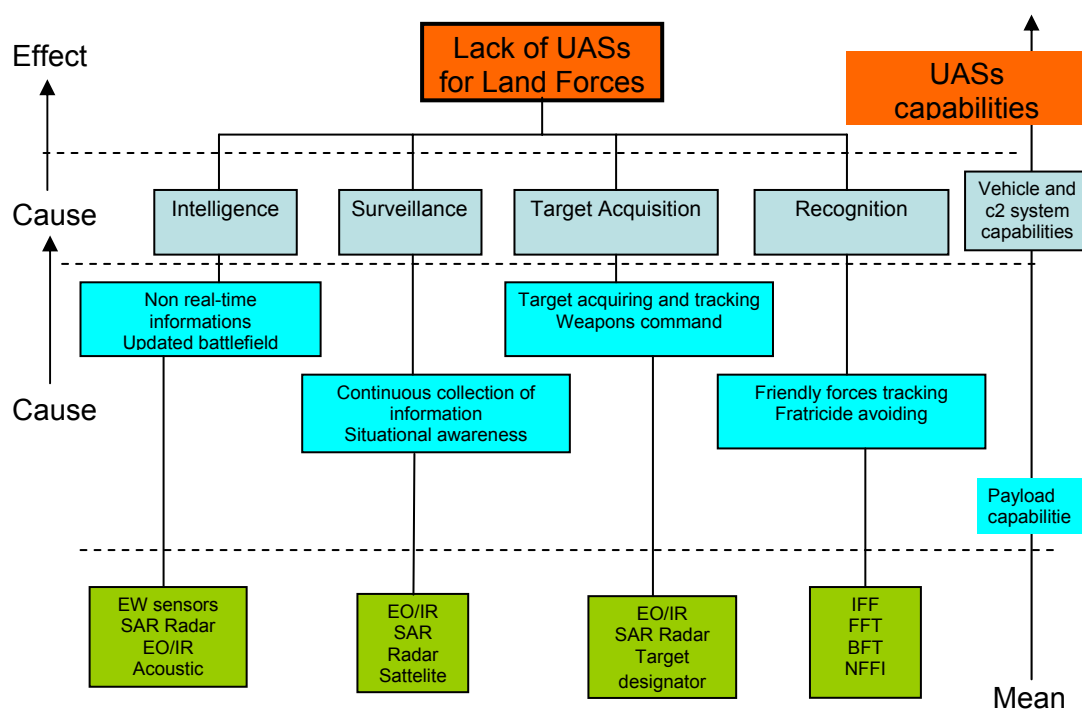 Effect
Lack of UASs
for Land Forces
UASs
capabilities
Cause
Intelligence
Surveillance
Target Acquisition
Recognition
Vehicle and
c2 system
capabilities
Non real-time
informations
Updated battlefield
Target acquiring and tracking
Weapons command
Cause
Continuous collection of
information
Situational awareness
Friendly forces tracking
Fratricide avoiding
Payload
capabilitie
EW sensors
SAR Radar
EO/IR
Acoustic
EO/IR
SAR
Radar
Sattelite
EO/IR
SAR Radar
Target
designator
IFF
FFT
BFT
NFFI
Mean